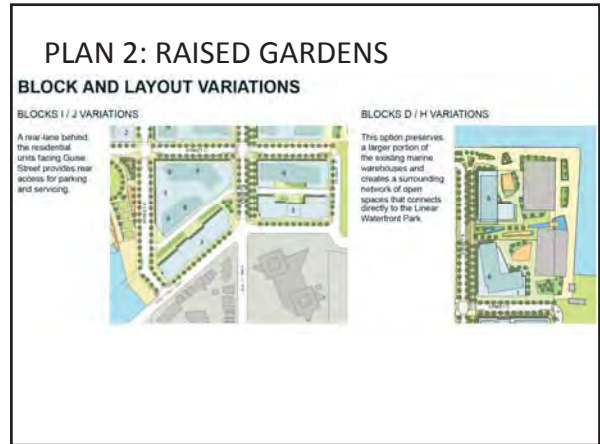 PLAN 2: RAISED GARDENS
BLOCK AND LAYOUT VARIATIONS
BLOCKS I / J VARIATIONS
A rear-lane behind
the residential
units facing Guise
Street provides rear
access for parking
and servicing.
BLOCKS D / H VARIATIONS
This option preserves
a larger portion of
the existing marine
warehouses and
creates a surrounding
network of open
spaces that connects
directly to the Linear
Waterfront Park.